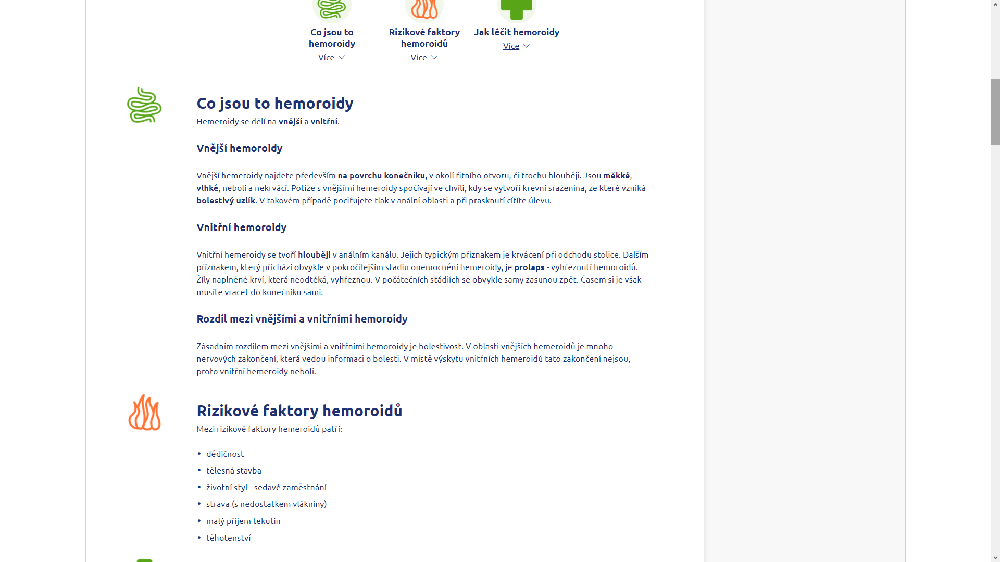 Co jsou to hemoroidy
Více
Rizikové faktory hemoroidů
Více
Jak léčit hemoroidy
Více
Co jsou to hemoroidy
Hemeroidy se dělí na vnější a vnitřní.
Vnější hemoroidy
Vnější hemeroidy najdete především na povrchu konečníku, v okolí řitního otvoru, či trochu hlouběji. Jsou měkké,
vlhké, nebolí a nekrvácí. Potíže s vnějšími hemeroidy spočívají ve chvíli, kdy se vytvoří krevní sraženina, ze které vzniká
bolestivý uzlík. V takovém případě pociťujete tlak v anální oblasti a při prasknutí cítíte úlevu.
Vnitřní hemoroidy
Vnitřní hemeroidy se tvoří hlouběji v análním kanálu. Jejich typickým příznakem je krvácení při odchodu stolice. Dalším
příznakem, který přichází obvykle v pokročilejším stadiu onemocnění hemeroidy, je prolaps - vyhřeznutí hemoroidů.
Žíly naplněné krví, která neodtéká, vyhřeznou. V počátečních stádiích se obvykle samy zasunou zpět. Časem si je však
musíte vracet do konečníku sami.
Rozdíl mezi vnějšími a vnitřními hemoroidy
Zásadním rozdílem mezi vnějšími a vnitřními hemoroidy je bolestivost. V oblasti vnějších hemeroidů je mnoho
nervových zakončení, která vedou informaci o bolesti. V místě výskytu vnitřních hemeroidů tato zakončení nejsou,
proto vnitřní hemeroidy nebolí.
Rizikové faktory hemoroidů
Mezi rizikové faktory hemeroidů patří:
• dědičnost
• tělesná stavba
• životní styl - sedavé zaměstnání
• strava (s nedostatkem vlákniny)
• malý příjem tekutin
• těhotenství